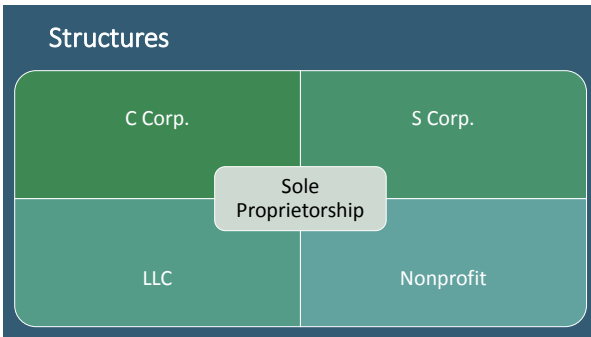 Structures
C Corp.
S Corp.
Sole
Proprietorship
LLC
Nonprofit